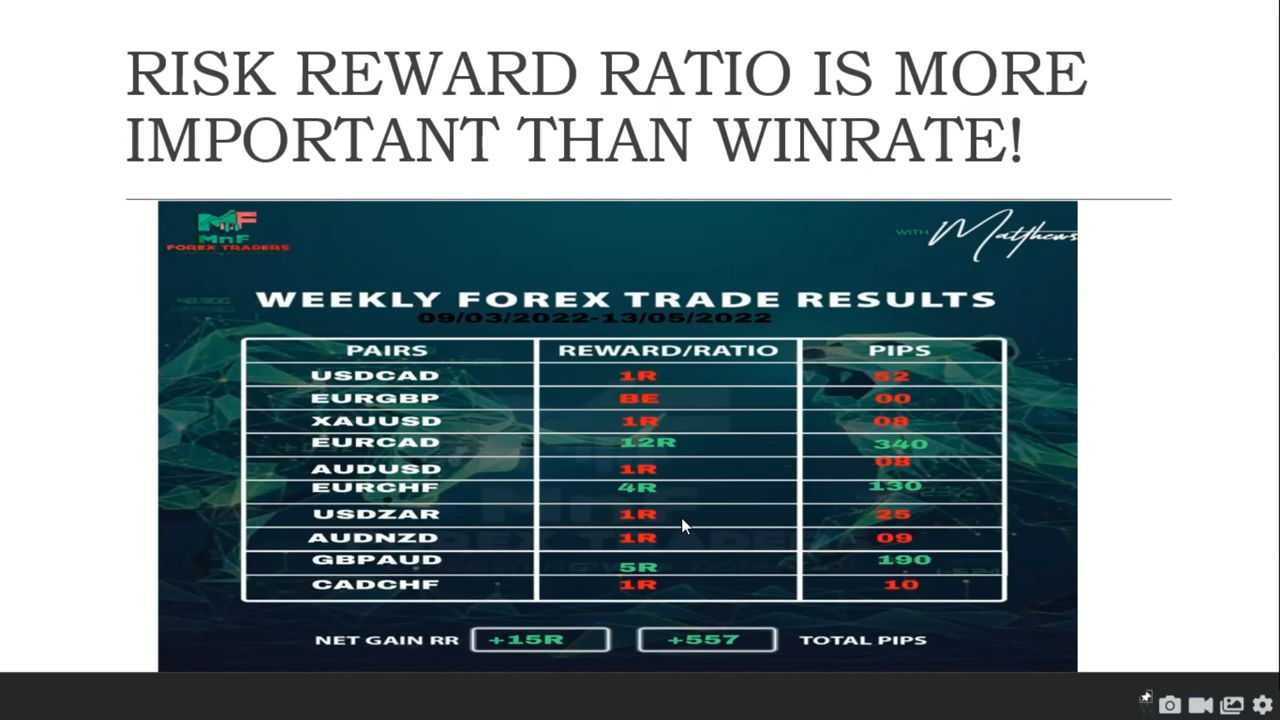 RISK REWARD RATIO IS MORE
IMPORTANT THAN WINRATE!
MnF
FOREX TRADERS
WITH Matthews
WEEKLY FOREX TRADE RESULTS
09/03/2022-13/05/2022
PAIRS REWARD/RATIO PIPS
USDCAD 1R 52
EURGBP BE 00
XAUUSD 1R 08
EURCAD 12R 340
AUDUSD 1R 08
EURCHF 4R 130
USDZAR 1R 25
AUDNZD 1R 09
GBPAUD 5R 190
CADCHF 1R 10
NET GAIN RR +15R +557 TOTAL PIPS